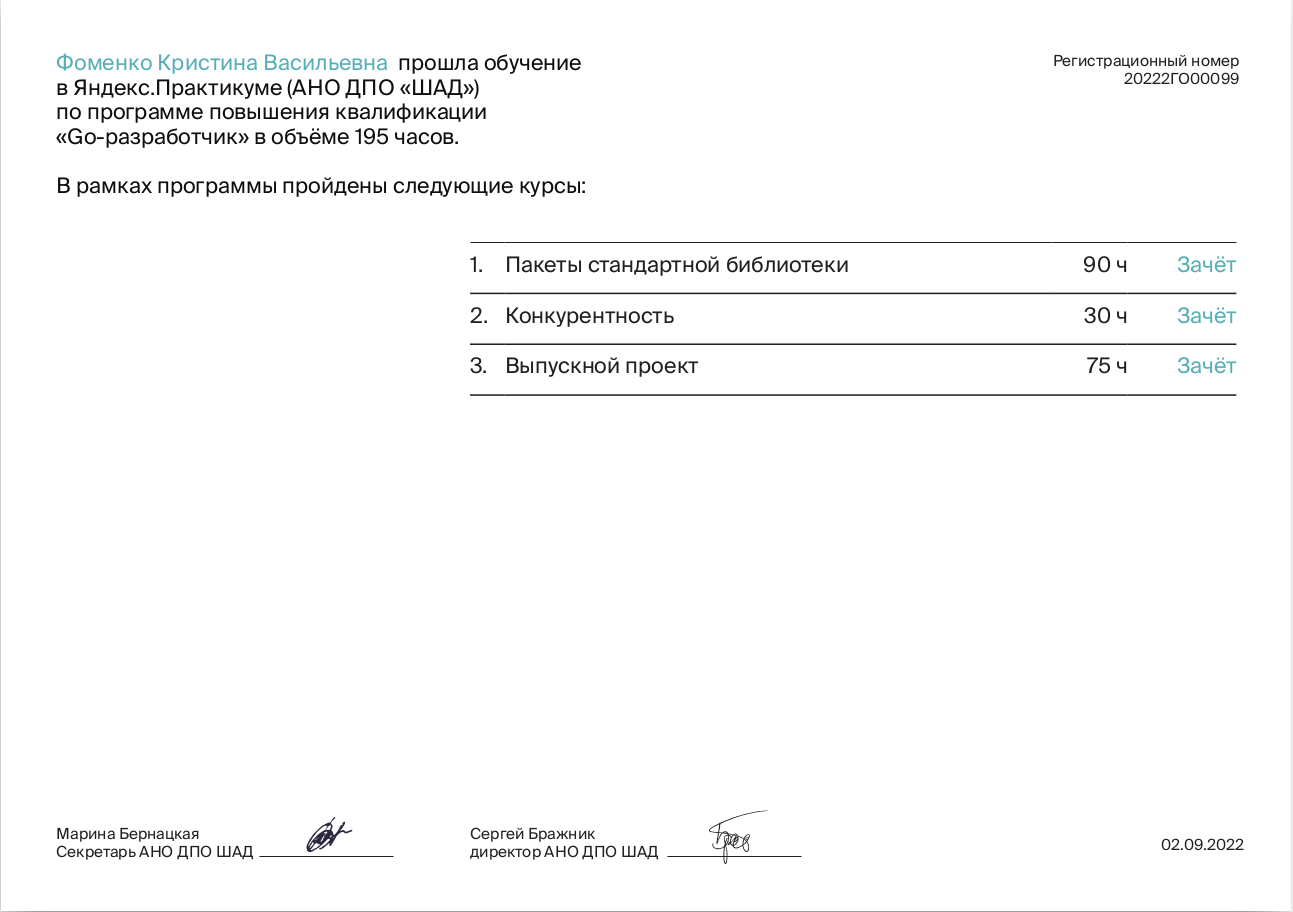 Фоменко Кристина Васильевна прошла обучение
в Яндекс.Практикуме (АНО ДПО «ШАД»)
по программе повышения квалификации
«Go-разработчик» в объёме 195 часов.
Регистрационный номер
20222ГО00099
В рамках программы пройдены следующие курсы:
1. Пакеты стандартной библиотеки 90 ч Зачёт
2. Конкурентность 30 ч Зачёт
3. Выпускной проект 75 ч Зачёт
Марина Бернацкая
Секретарь АНО ДПО ШАД
Сергей Бражник
директор АНО ДПО ШАД
02.09.2022